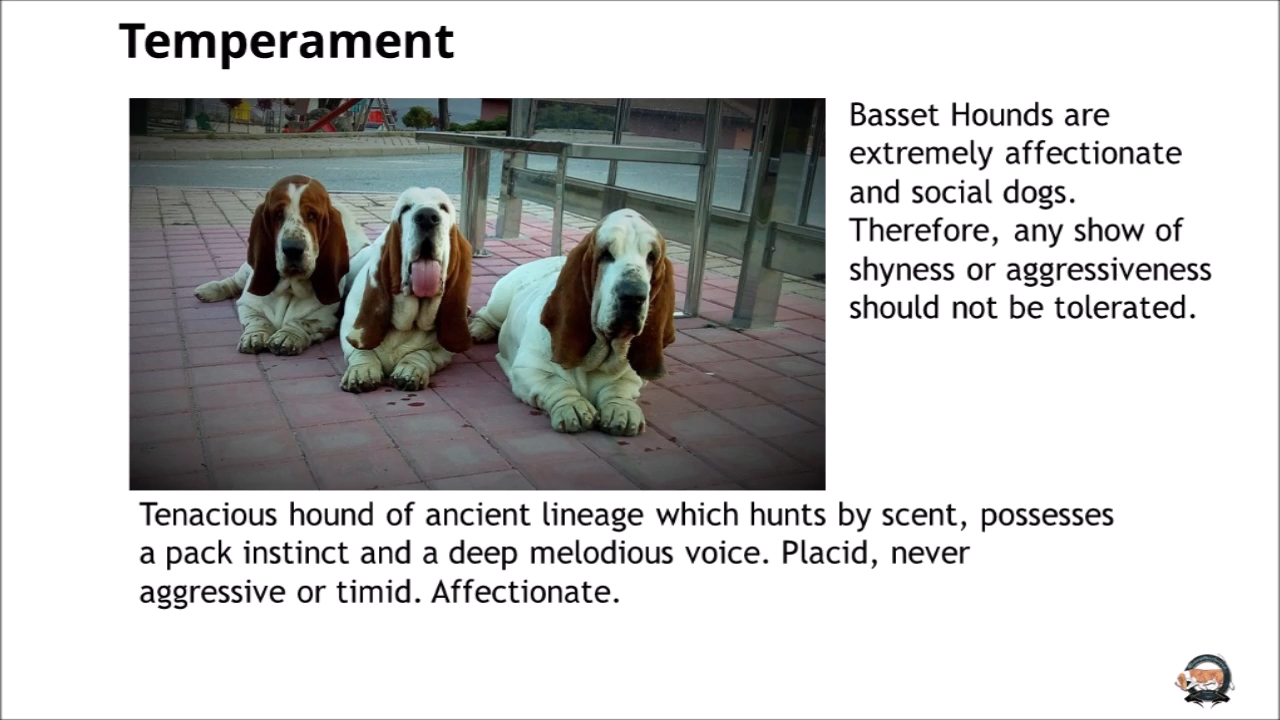 Temperament
Basset Hounds are
extremely affectionate
and social dogs.
Therefore, any show of
shyness or aggressiveness
should not be tolerated.
Tenacious hound of ancient lineage which hunts by scent, possesses
a pack instinct and a deep melodious voice. Placid, never
aggressive or timid. Affectionate.